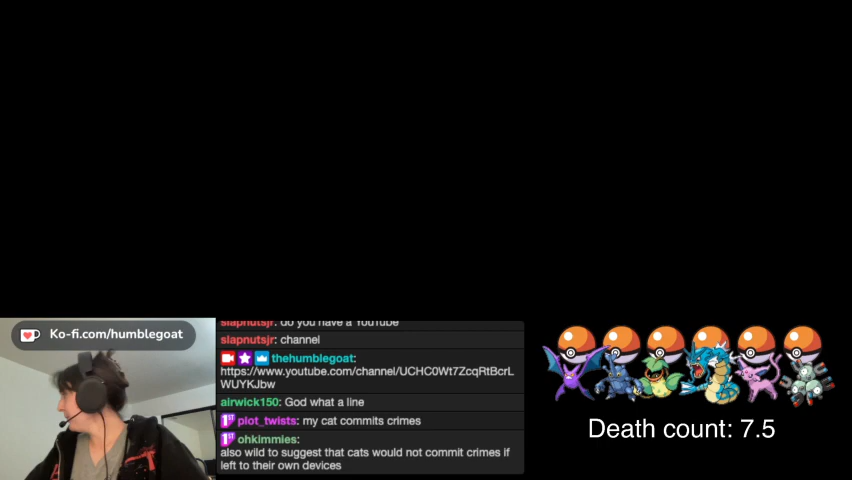 Ko-fi.com/humblegoat
slapnutsjr: do you have a YouTube
slapnutsjr: channel
thehumblegoat:
https://www.youtube.com/channel/UCHC0Wt7ZcqRtBcrL
WUYKJbw
airwick150: God what a line
1ST plot_twists: my cat commits crimes
1ST ohkimmies:
also wild to suggest that cats would not commit crimes if
left to their own devices
Death count: 7.5